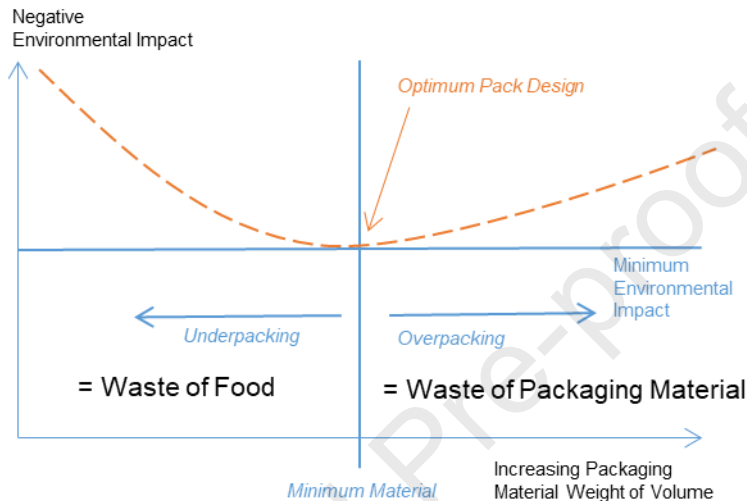 Negative
Environmental Impact
Optimum Pack Design
Minimum
Environmental
Impact
Underpacking
Overpacking
= Waste of Food
= Waste of Packaging Material
Minimum Material
Increasing Packaging
Material Weight of Volume
Pre-proof